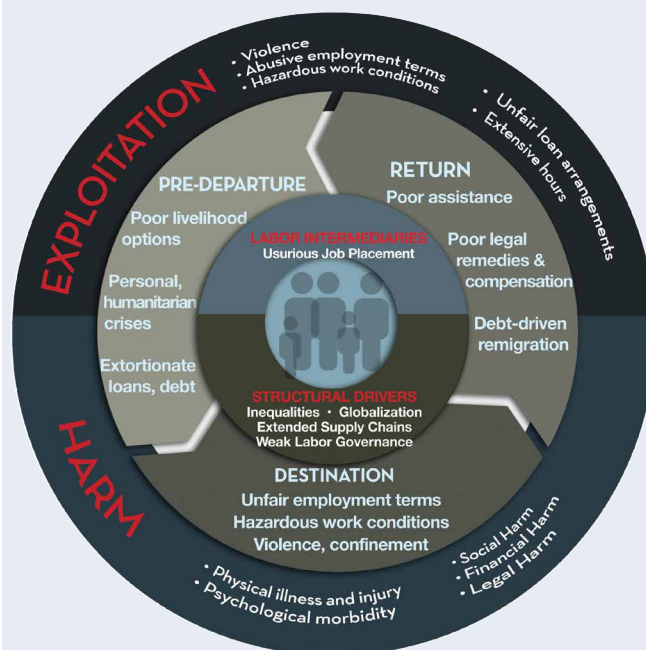 EXPLOITATION
• Violence
• Abusive employment terms
• Hazardous work conditions
• Unfair loan arrangements
• Extensive hours
PRE-DEPARTURE
Poor livelihood
options
Personal,
humanitarian
crises
Extortionate
loans, debt
RETURN
Poor assistance
Poor legal
remedies &
compensation
Debt-driven
remigration
LABOR INTERMEDIARIES
Usurious Job Placement
STRUCTURAL DRIVERS
Inequalities • Globalization
Extended Supply Chains
Weak Labor Governance
DESTINATION
Unfair employment terms
Hazardous work conditions
Violence, confinement
HARM
• Physical illness and injury
• Psychological morbidity
• Social Harm
• Financial Harm
• Legal Harm